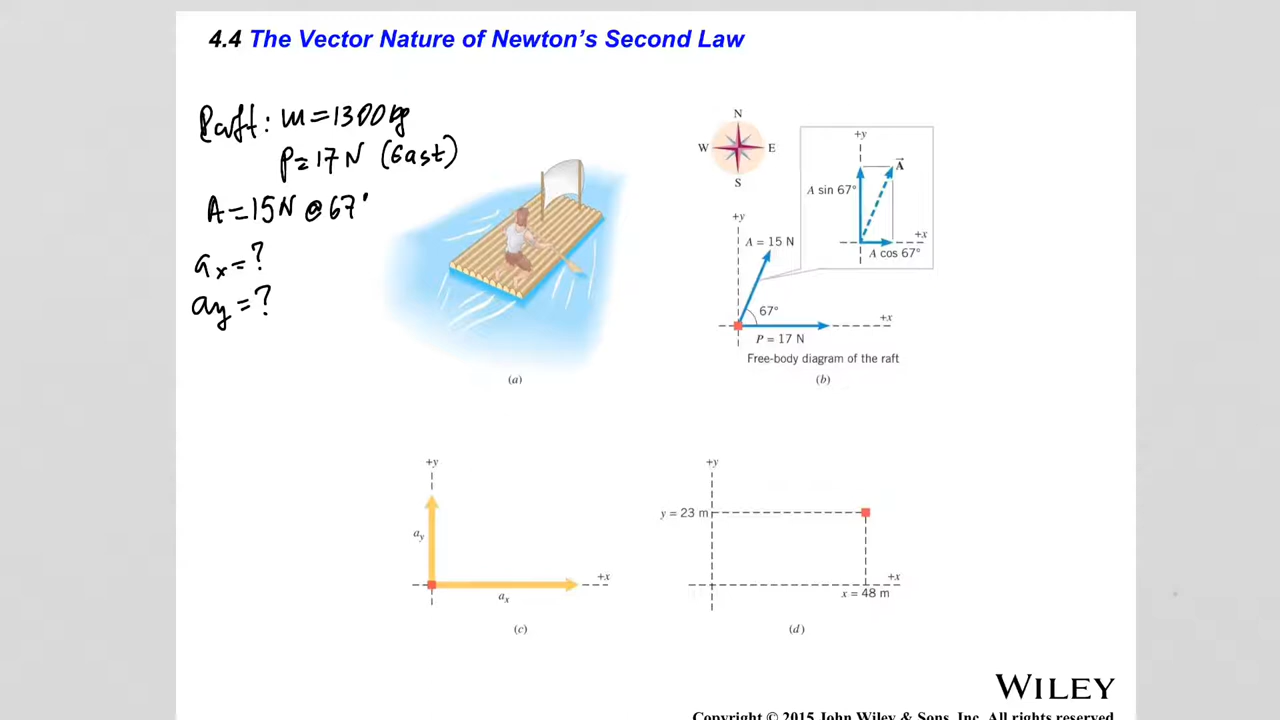 4.4 The Vector Nature of Newton's Second Law
Raft: m=1300 kg
P=17 N (East)
A=15N @ 67°
ax=?
ay=?
(a)
N
W E
S
+y
A = 15 N
67°
+x
P = 17 N
Free-body diagram of the raft
(b)
+y
A
A sin 67°
+x
A cos 67°
+y
ay
+x
ax
(c)
+y
y = 23 m
+x
x = 48 m
(d)
WILEY
Copyright © 2015 John Wiley & Sons, Inc. All rights reserved